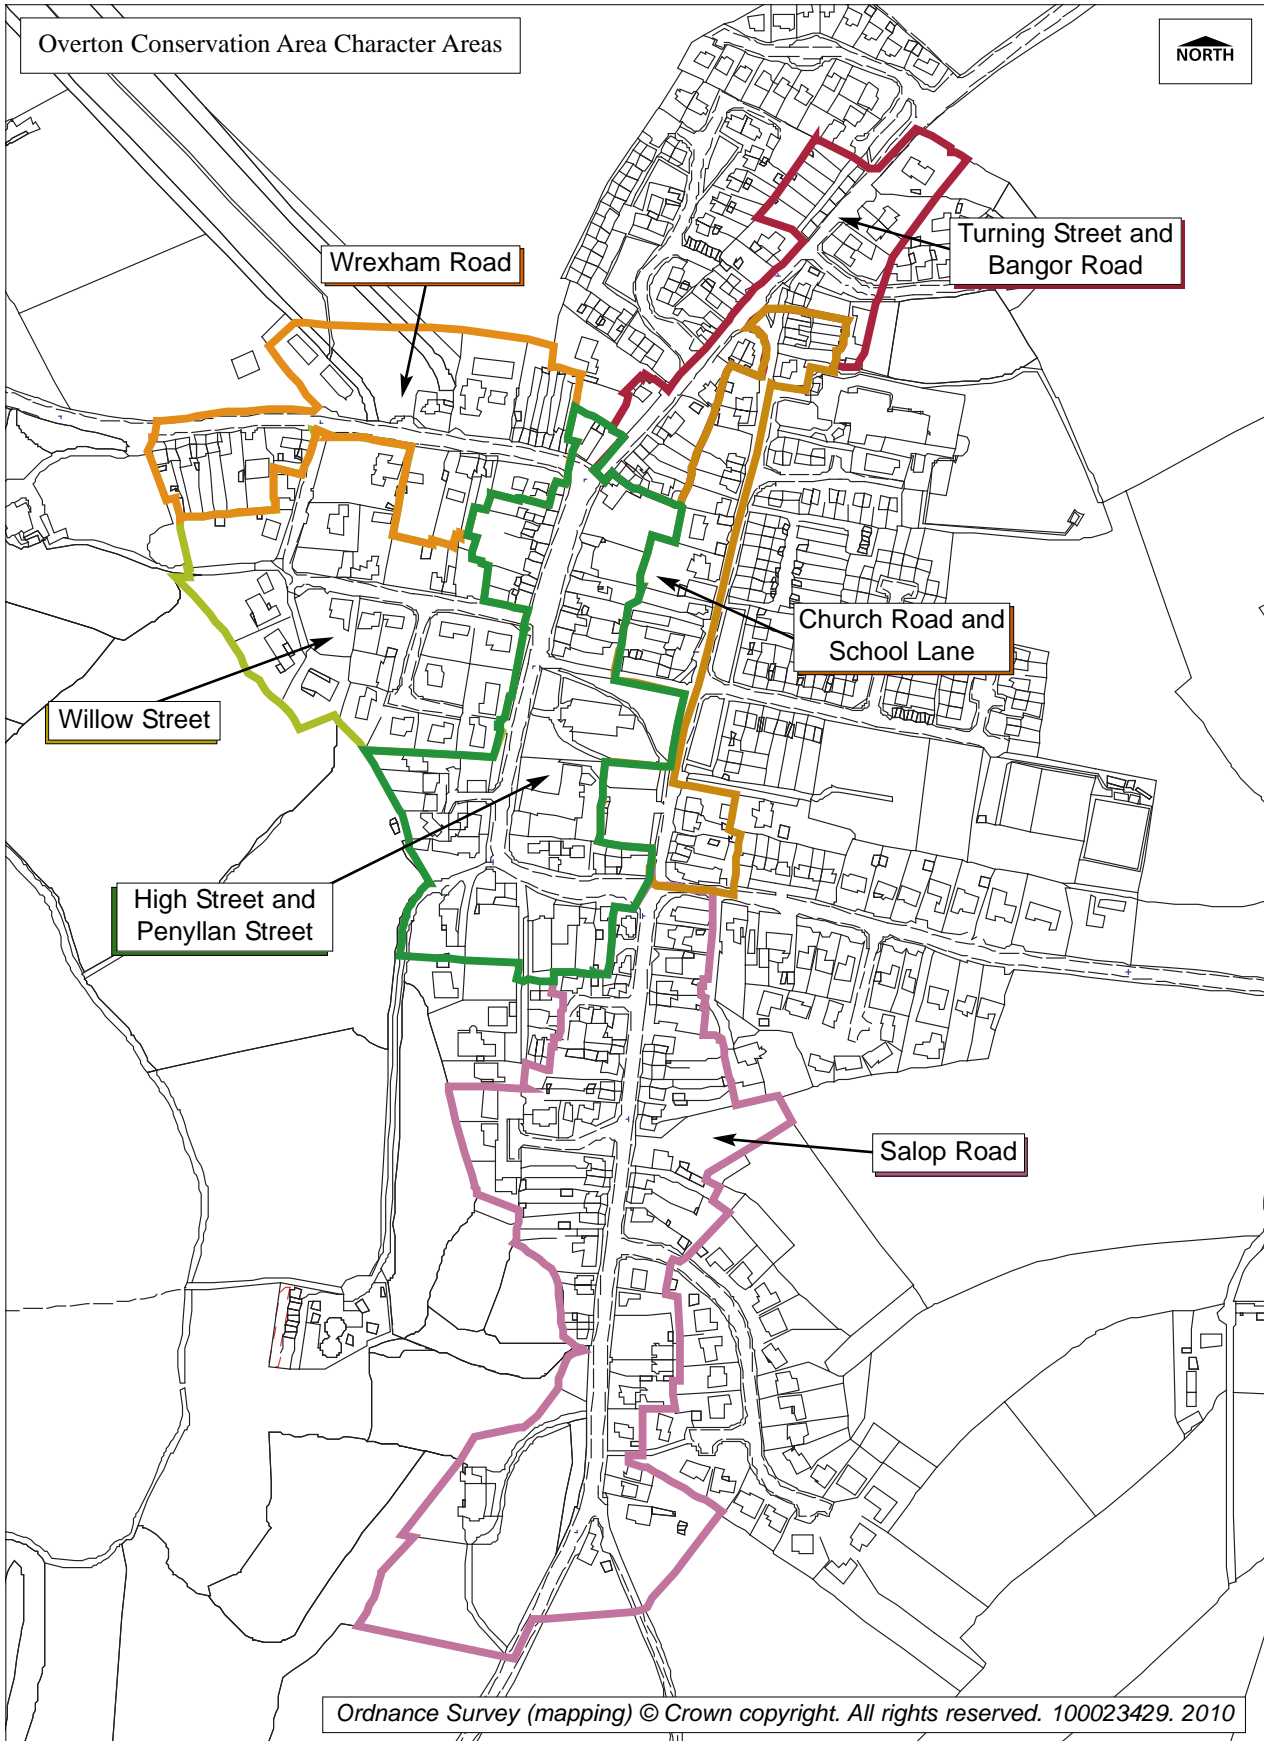 Overton Conservation Area Character Areas
NORTH
Turning Street and
Bangor Road
Wrexham Road
Church Road and
School Lane
Willow Street
High Street and
Penyllan Street
Salop Road
Ordnance Survey (mapping) © Crown copyright. All rights reserved. 100023429. 2010